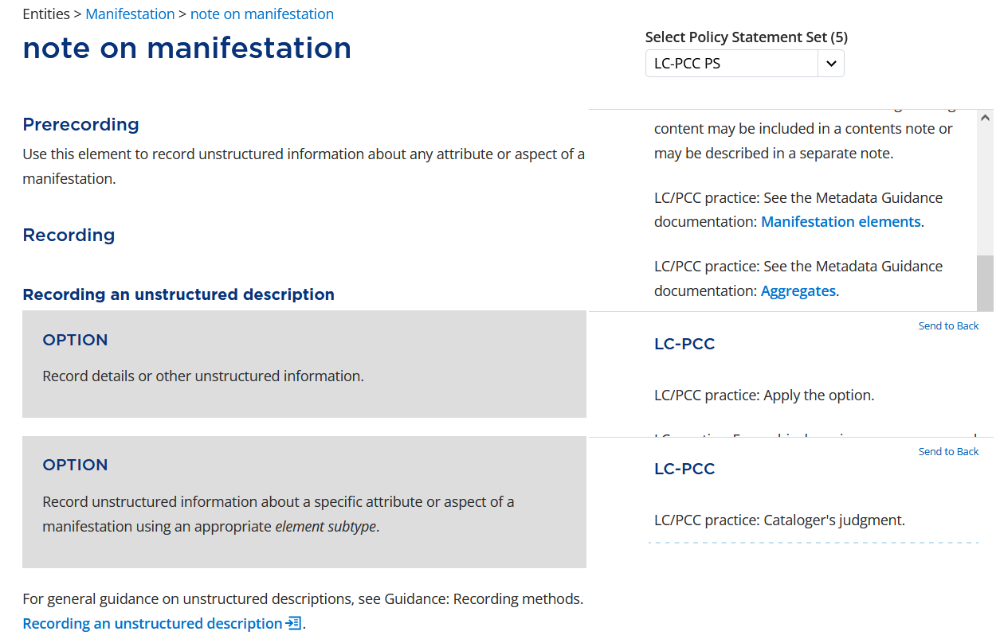 Entities > Manifestation > note on manifestation
note on manifestation
Select Policy Statement Set (5)
LC-PCC PS
Prerecording
Use this element to record unstructured information about any attribute or aspect of a
manifestation.
Recording
Recording an unstructured description
OPTION
Record details or other unstructured information.
OPTION
Record unstructured information about a specific attribute or aspect of a
manifestation using an appropriate element subtype.
For general guidance on unstructured descriptions, see Guidance: Recording methods.
Recording an unstructured description.
content may be included in a contents note or
may be described in a separate note.
LC/PCC practice: See the Metadata Guidance
documentation: Manifestation elements.
LC/PCC practice: See the Metadata Guidance
documentation: Aggregates.
Send to Back
LC-PCC
LC/PCC practice: Apply the option.
Send to Back
LC-PCC
LC/PCC practice: Cataloger's judgment.